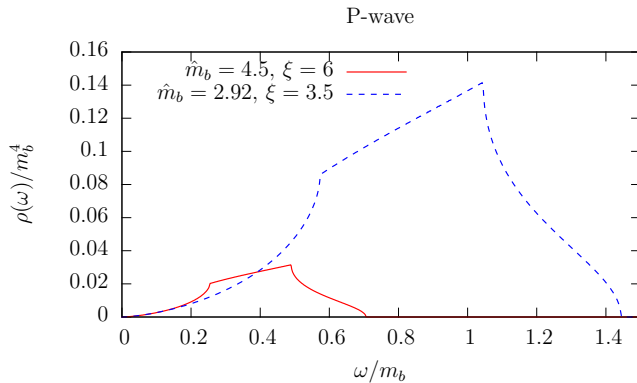 P-wave
0.16
0.14
0.12
0.1
0.08
0.06
0.04
0.02
0
ρ(ω)/m_b^4
m̂_b = 4.5, ξ = 6
m̂_b = 2.92, ξ = 3.5
0 0.2 0.4 0.6 0.8 1 1.2 1.4
ω/m_b